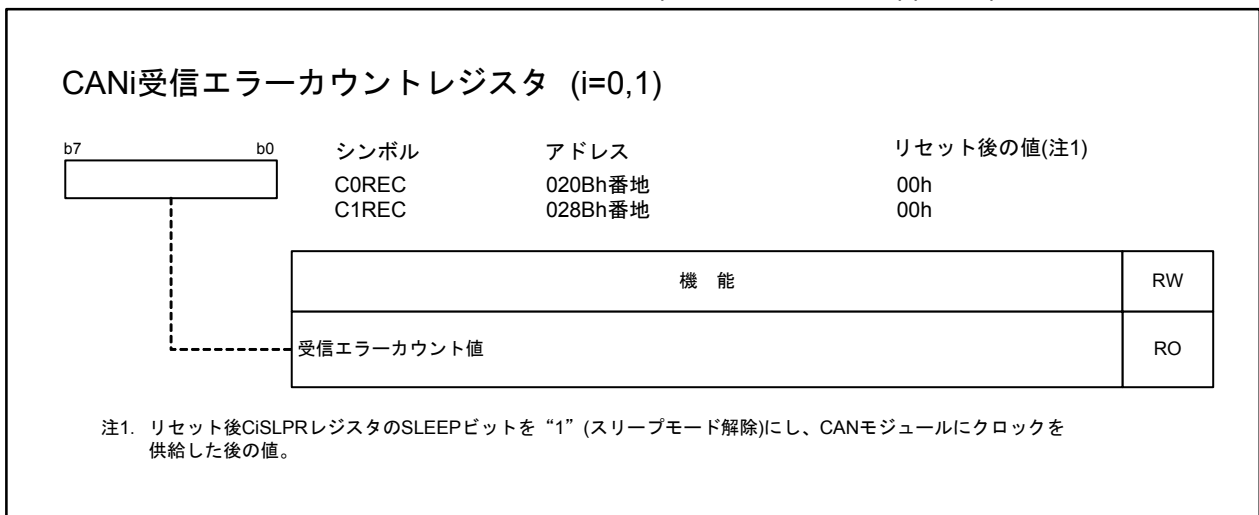 CANi受信エラーカウントレジスタ (i=0,1)
b7 b0 シンボル アドレス リセット後の値(注1)
C0REC 020Bh番地 00h
C1REC 028Bh番地 00h
機 能 RW
受信エラーカウント値 RO
注1. リセット後CiSLPRレジスタのSLEEPビットを“1”(スリープモード解除)にし、CANモジュールにクロックを
供給した後の値。